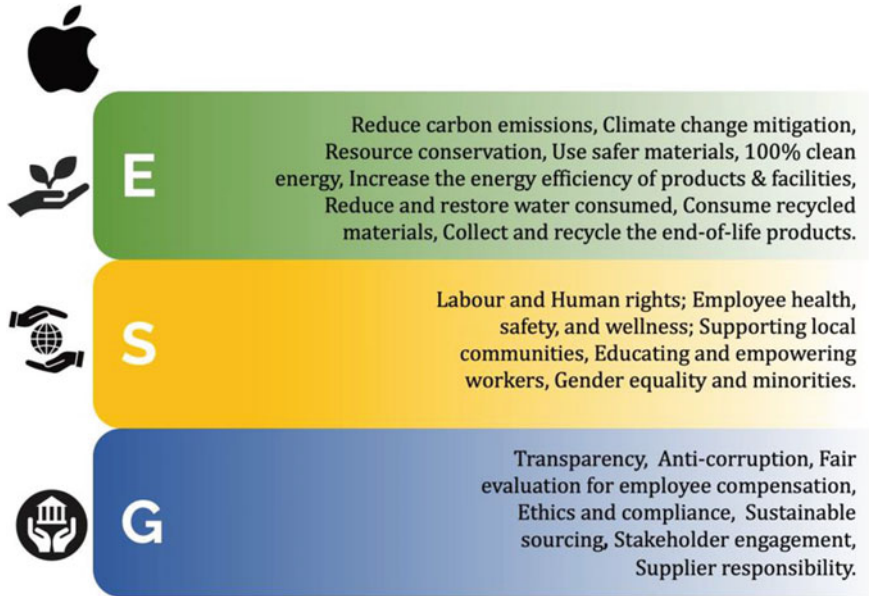 E
Reduce carbon emissions, Climate change mitigation,
Resource conservation, Use safer materials, 100% clean
energy, Increase the energy efficiency of products & facilities,
Reduce and restore water consumed, Consume recycled
materials, Collect and recycle the end-of-life products.
S
Labour and Human rights; Employee health,
safety, and wellness; Supporting local
communities, Educating and empowering
workers, Gender equality and minorities.
G
Transparency, Anti-corruption, Fair
evaluation for employee compensation,
Ethics and compliance, Sustainable
sourcing, Stakeholder engagement,
Supplier responsibility.